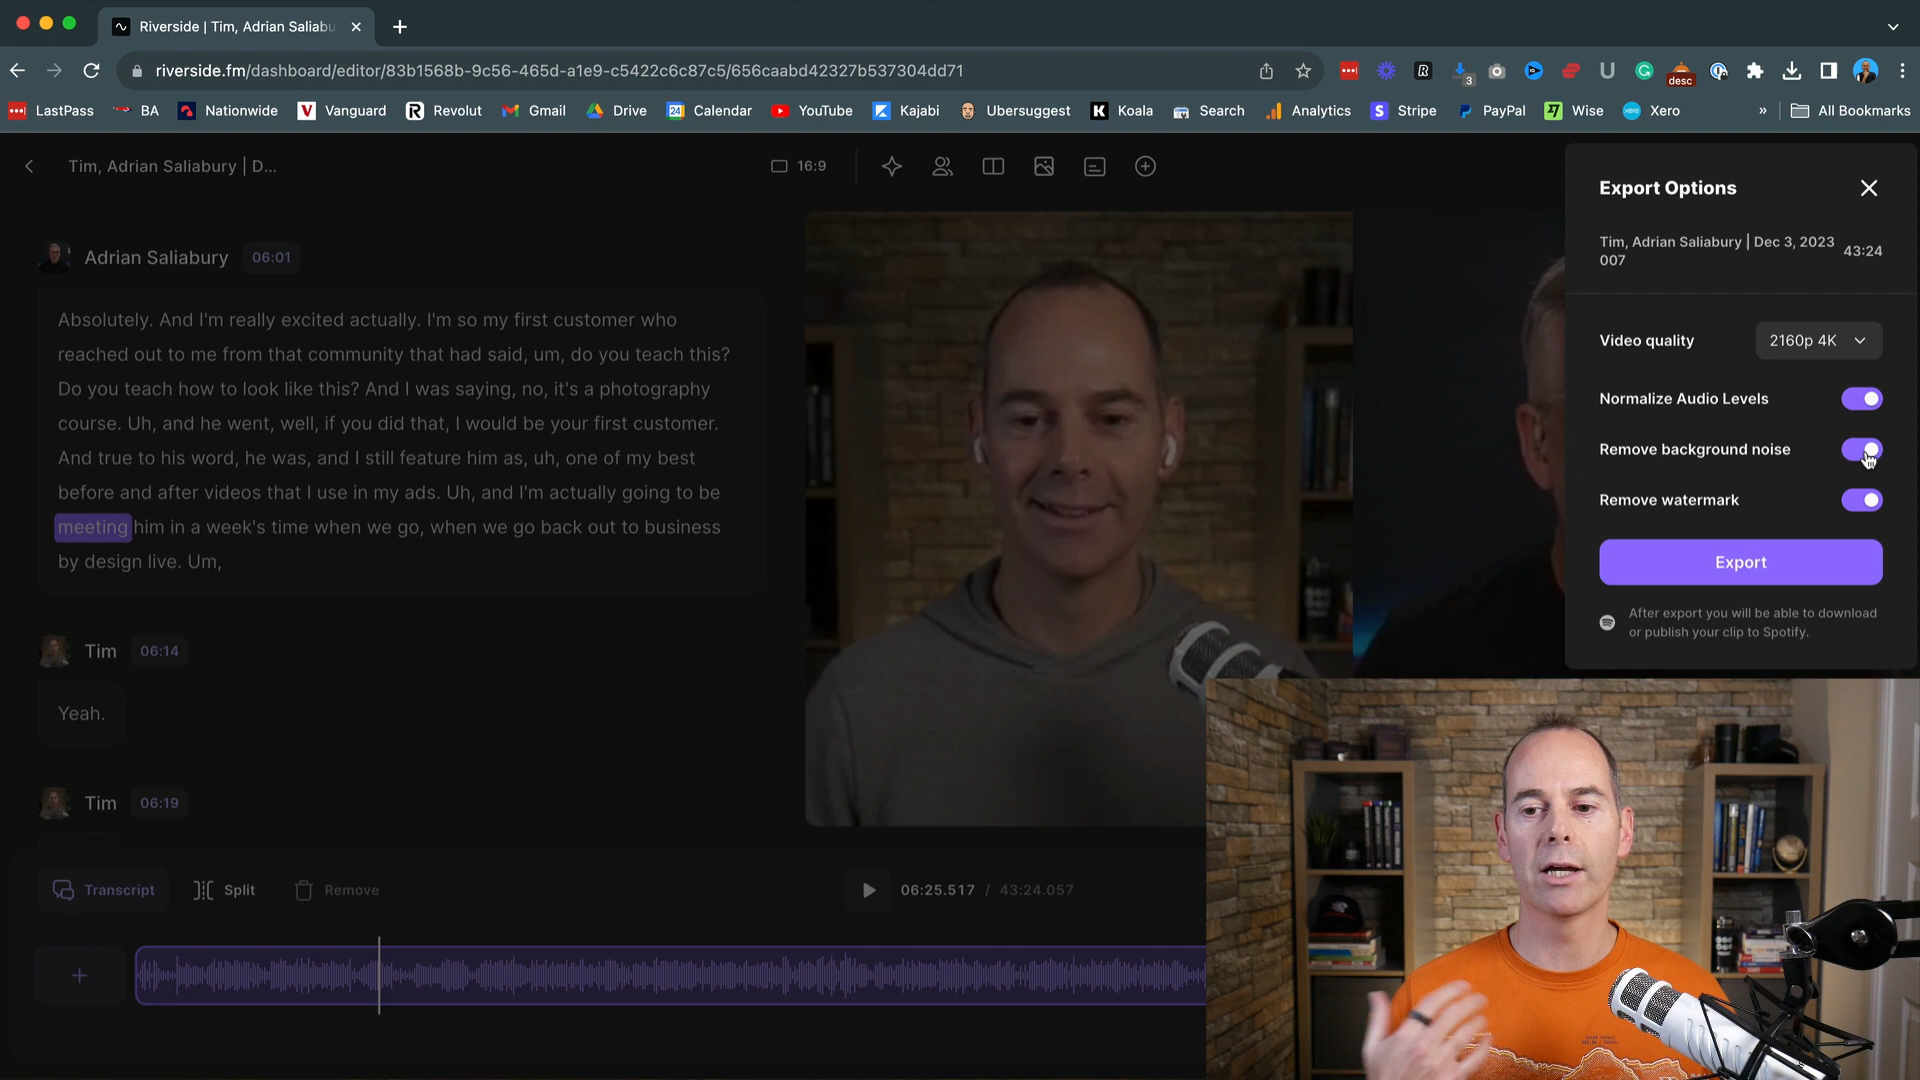 Riverside | Tim, Adrian Saliabu
riverside.fm/dashboard/editor/83b1568b-9c56-465d-a1e9-c5422c6c87c5/656caabd42327b537304dd71
3
desc
LastPass
BA
Nationwide
Vanguard
Revolut
Gmail
Drive
24
Calendar
YouTube
Kajabi
Ubersuggest
Koala
Search
Analytics
Stripe
PayPal
Wise
Xero
»
All Bookmarks
Tim, Adrian Saliabury | D...
16:9
Adrian Saliabury
06:01
Absolutely. And I'm really excited actually. I'm so my first customer who
reached out to me from that community that had said, um, do you teach this?
Do you teach how to look like this? And I was saying, no, it's a photography
course. Uh, and he went, well, if you did that, I would be your first customer.
And true to his word, he was, and I still feature him as, uh, one of my best
before and after videos that I use in my ads. Uh, and I'm actually going to be
meeting him in a week's time when we go, when we go back out to business
by design live. Um,
Tim
06:14
Yeah.
Tim
06:19
Transcript
Split
Remove
06:25.517 / 43:24.057
Export Options
Tim, Adrian Saliabury | Dec 3, 2023
007
43:24
Video quality
2160p 4K
Normalize Audio Levels
Remove background noise
Remove watermark
Export
After export you will be able to download
or publish your clip to Spotify.